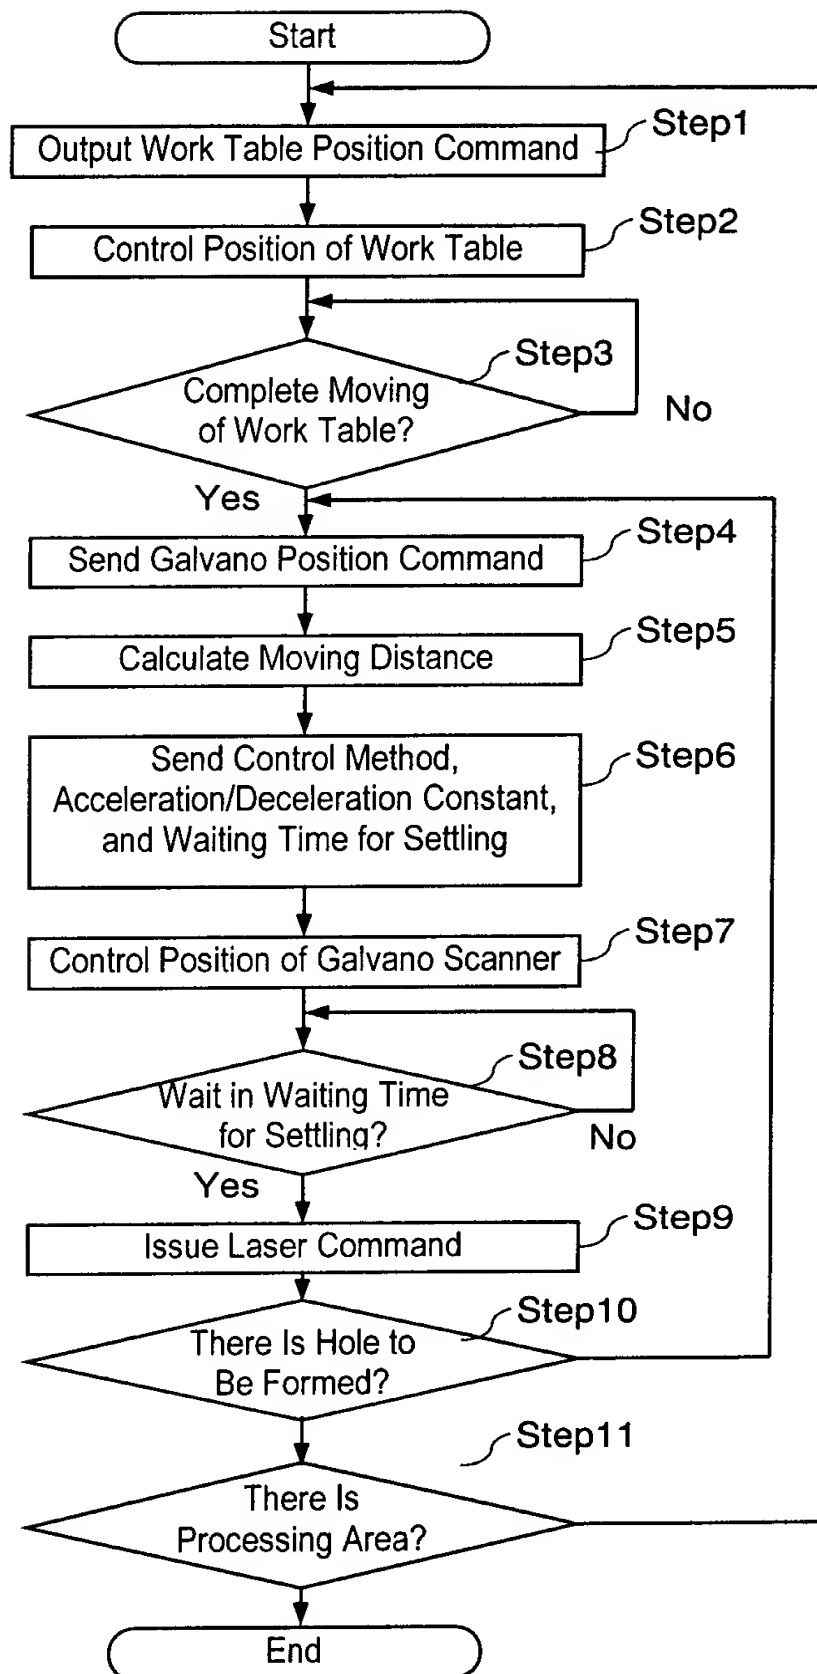 Start
Step1
Output Work Table Position Command
Step2
Control Position of Work Table
Step3
Complete Moving
of Work Table?
No
Yes
Step4
Send Galvano Position Command
Step5
Calculate Moving Distance
Step6
Send Control Method,
Acceleration/Deceleration Constant,
and Waiting Time for Settling
Step7
Control Position of Galvano Scanner
Step8
Wait in Waiting Time
for Settling?
No
Yes
Step9
Issue Laser Command
Step10
There Is Hole to
Be Formed?
Step11
There Is
Processing Area?
End